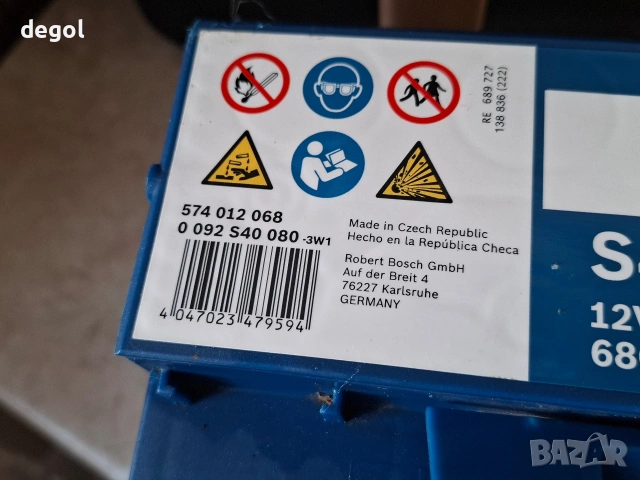 degol
RE 689 727
138 836 (222)
574 012 068
0 092 S40 080 -3W1
4 047023 479594
Made in Czech Republic
Hecho en la República Checa
Robert Bosch GmbH
Auf der Breit 4
76227 Karlsruhe
GERMANY
S
12V
68
BAZAR